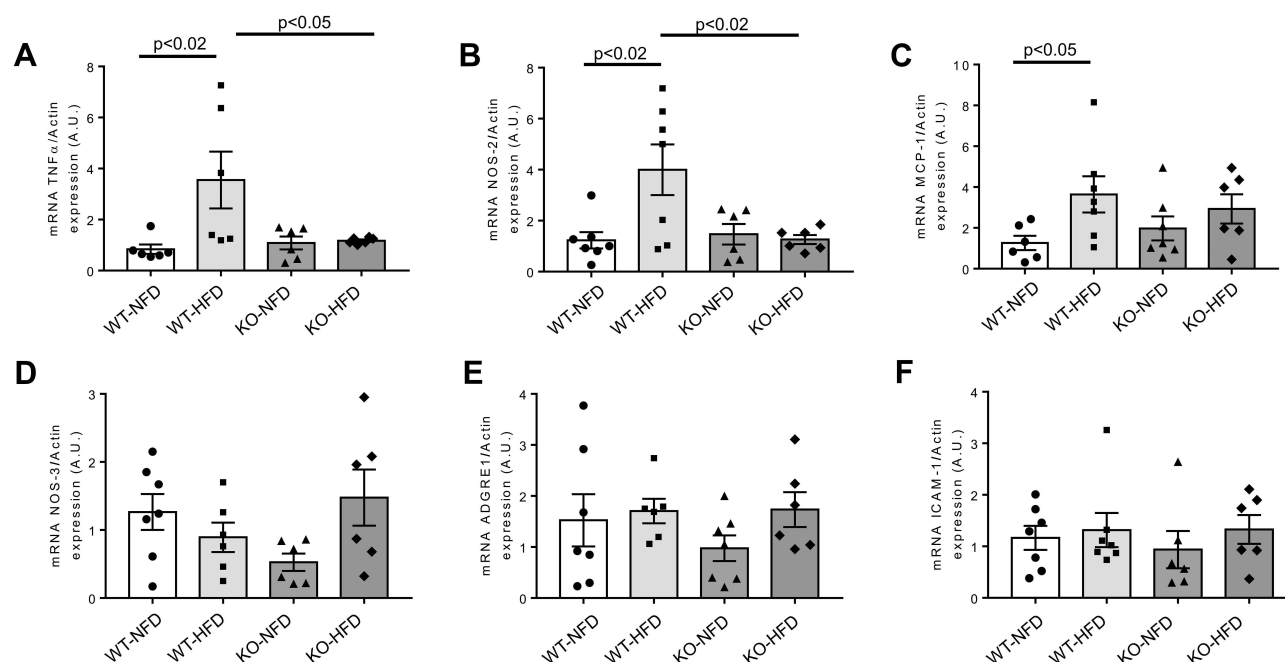 A
p<0.02
p<0.05
mRNA TNFα/Actin
expression (A.U.)
8
6
4
2
0
WT-NFD
WT-HFD
KO-NFD
KO-HFD
B
p<0.02
p<0.02
mRNA NOS-2/Actin
expression (A.U.)
8
6
4
2
0
WT-NFD
WT-HFD
KO-NFD
KO-HFD
C
p<0.05
mRNA MCP-1/Actin
expression (A.U.)
10
8
6
4
2
0
WT-NFD
WT-HFD
KO-NFD
KO-HFD
D
mRNA NOS-3/Actin
expression (A.U.)
3
2
1
0
WT-NFD
WT-HFD
KO-NFD
KO-HFD
E
mRNA ADGRE1/Actin
expression (A.U.)
4
3
2
1
0
WT-NFD
WT-HFD
KO-NFD
KO-HFD
F
mRNA ICAM-1/Actin
expression (A.U.)
4
3
2
1
0
WT-NFD
WT-HFD
KO-NFD
KO-HFD